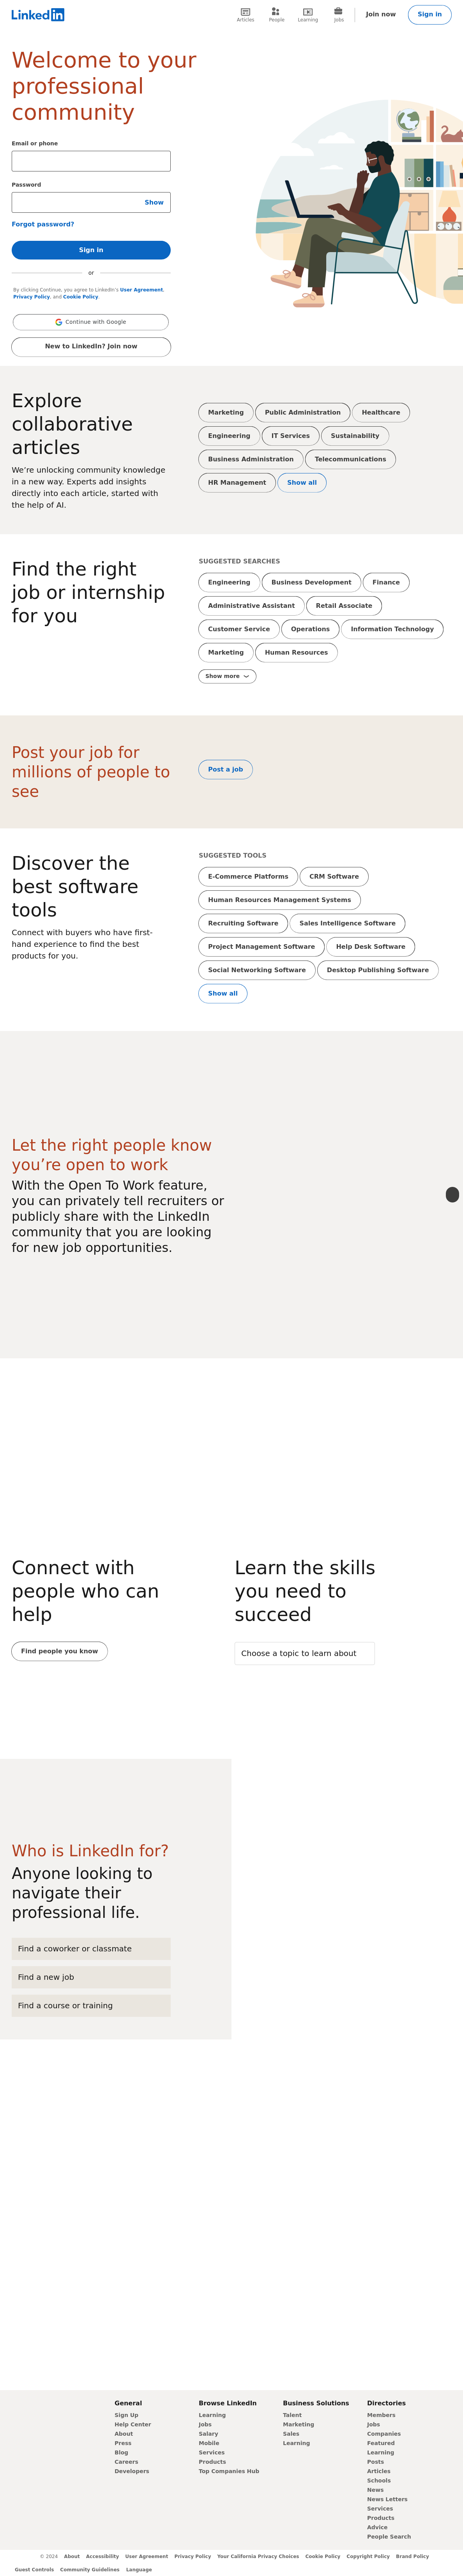 LinkedIn
Articles
People
Learning
Jobs
Join now
Sign in
Welcome to your
professional
community
Email or phone
Password
Show
Forgot password?
Sign in
or
By clicking Continue, you agree to LinkedIn's User Agreement,
Privacy Policy, and Cookie Policy.
Continue with Google
New to LinkedIn? Join now
Explore
collaborative
articles
We’re unlocking community knowledge
in a new way. Experts add insights
directly into each article, started with
the help of AI.
Marketing
Public Administration
Healthcare
Engineering
IT Services
Sustainability
Business Administration
Telecommunications
HR Management
Show all
Find the right
job or internship
for you
SUGGESTED SEARCHES
Engineering
Business Development
Finance
Administrative Assistant
Retail Associate
Customer Service
Operations
Information Technology
Marketing
Human Resources
Show more
Post your job for
millions of people to
see
Post a job
Discover the
best software
tools
Connect with buyers who have first-
hand experience to find the best
products for you.
SUGGESTED TOOLS
E-Commerce Platforms
CRM Software
Human Resources Management Systems
Recruiting Software
Sales Intelligence Software
Project Management Software
Help Desk Software
Social Networking Software
Desktop Publishing Software
Show all
Let the right people know
you’re open to work
With the Open To Work feature,
you can privately tell recruiters or
publicly share with the LinkedIn
community that you are looking
for new job opportunities.
Connect with
people who can
help
Find people you know
Learn the skills
you need to
succeed
Choose a topic to learn about
Who is LinkedIn for?
Anyone looking to
navigate their
professional life.
Find a coworker or classmate
Find a new job
Find a course or training
General
Sign Up
Help Center
About
Press
Blog
Careers
Developers
Browse LinkedIn
Learning
Jobs
Salary
Mobile
Services
Products
Top Companies Hub
Business Solutions
Talent
Marketing
Sales
Learning
Directories
Members
Jobs
Companies
Featured
Learning
Posts
Articles
Schools
News
News Letters
Services
Products
Advice
People Search
© 2024 About Accessibility User Agreement Privacy Policy Your California Privacy Choices Cookie Policy Copyright Policy Brand Policy
Guest Controls Community Guidelines Language